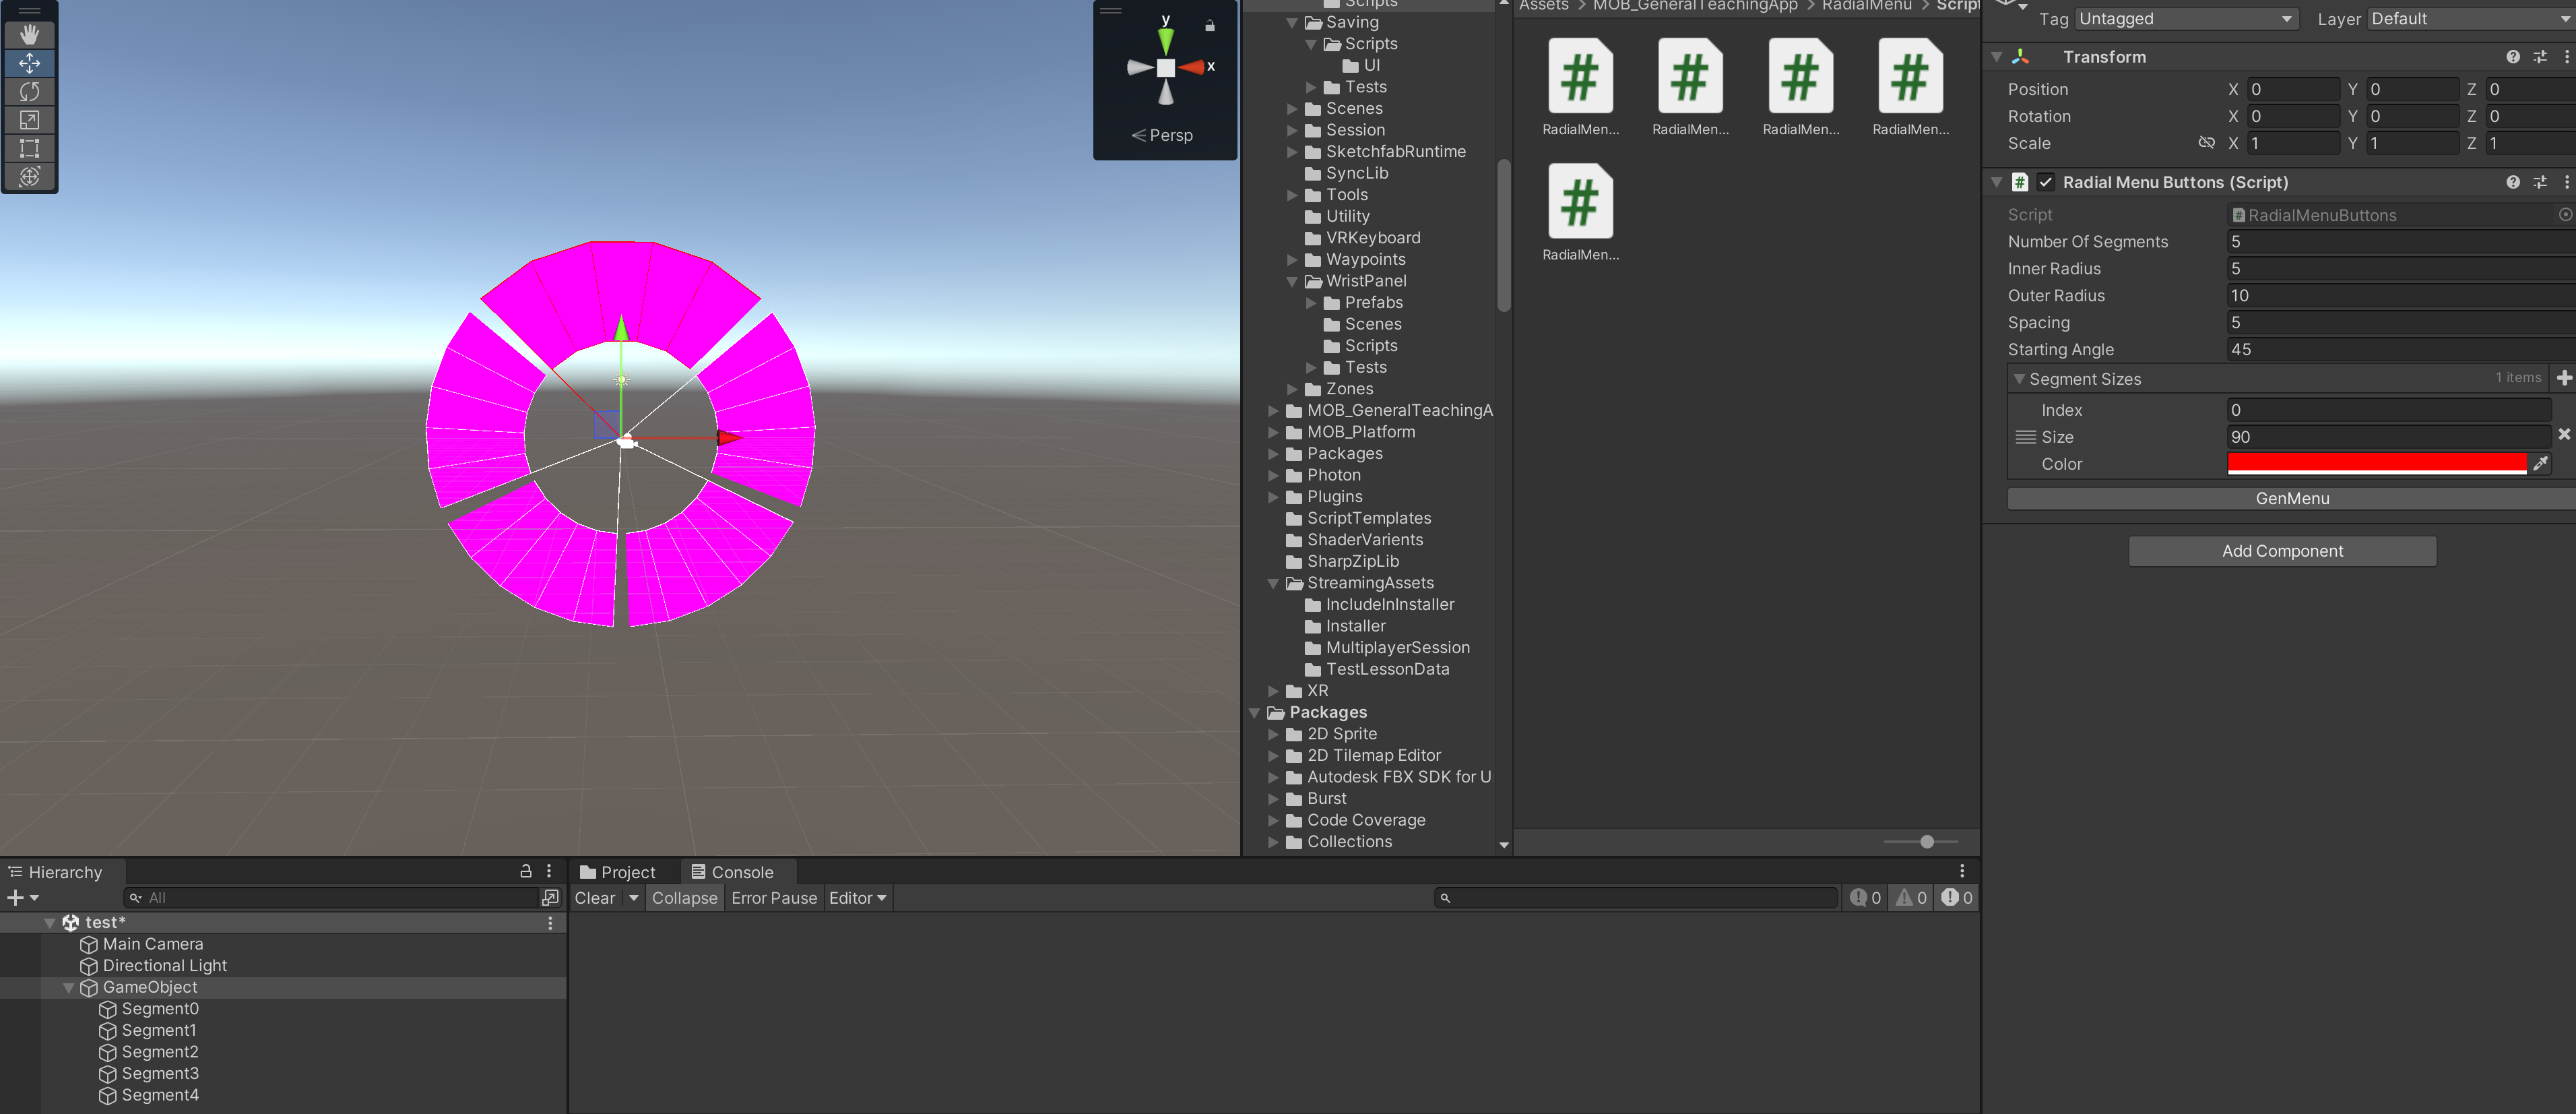 y
x
Persp
Scripts
Saving
Scripts
UI
Tests
Scenes
Session
SketchfabRuntime
SyncLib
Tools
Utility
VRKeyboard
Waypoints
WristPanel
Prefabs
Scenes
Scripts
Tests
Zones
MOB_GeneralTeachingA
MOB_Platform
Packages
Photon
Plugins
ScriptTemplates
ShaderVarients
SharpZipLib
StreamingAssets
IncludeInInstaller
Installer
MultiplayerSession
TestLessonData
XR
Packages
2D Sprite
2D Tilemap Editor
Autodesk FBX SDK for U
Burst
Code Coverage
Collections
Assets > MOB_GeneralTeachingApp > RadialMenu > Script
RadialMen... RadialMen... RadialMen... RadialMen...
RadialMen...
Tag Untagged Layer Default
Transform
Position X 0 Y 0 Z 0
Rotation X 0 Y 0 Z 0
Scale X 1 Y 1 Z 1
# Radial Menu Buttons (Script)
Script # RadialMenuButtons
Number Of Segments 5
Inner Radius 5
Outer Radius 10
Spacing 5
Starting Angle 45
Segment Sizes 1 items
Index 0
Size 90
Color
GenMenu
Add Component
Hierarchy
All
test*
Main Camera
Directional Light
GameObject
Segment0
Segment1
Segment2
Segment3
Segment4
Project Console
Clear Collapse Error Pause Editor 0 0 0